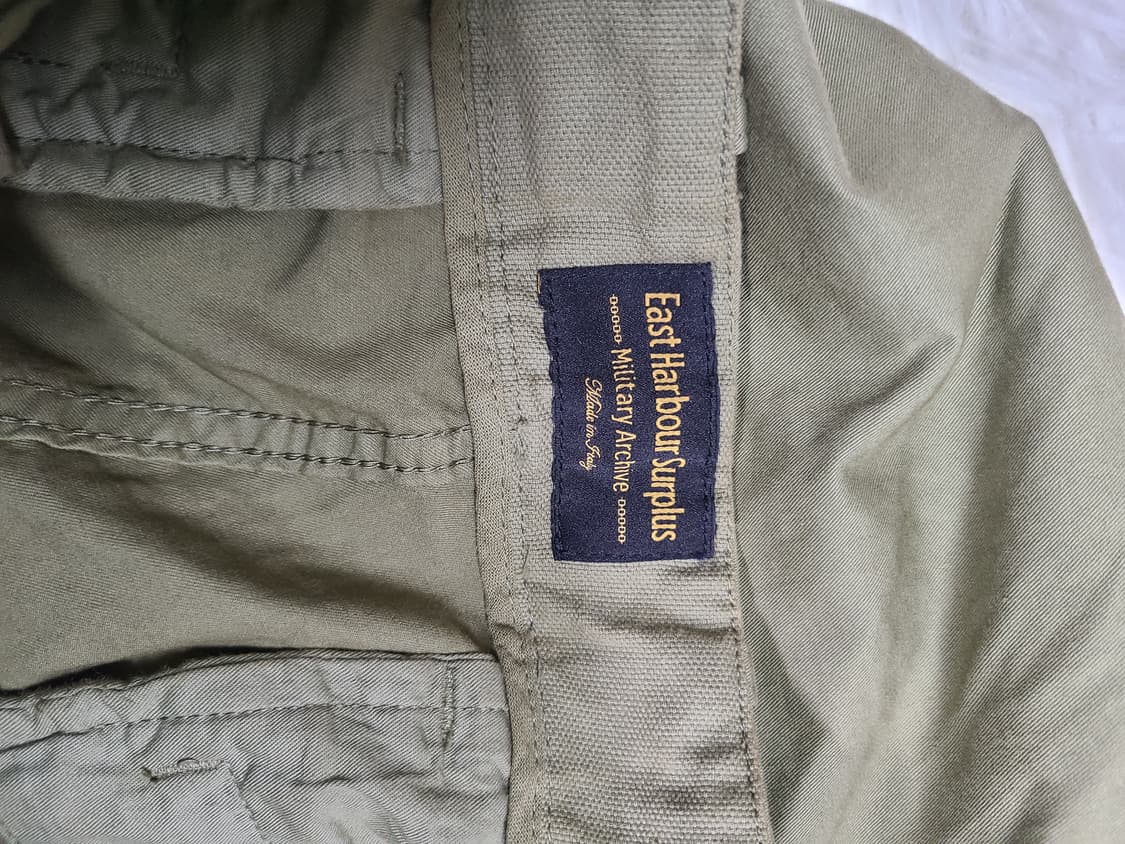 East Harbour Surplus
Military Archive
Made in Italy